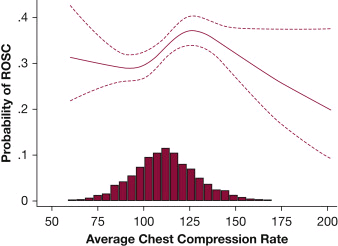 Probability of ROSC
.4
.3
.2
.1
0
50 75 100 125 150 175 200
Average Chest Compression Rate